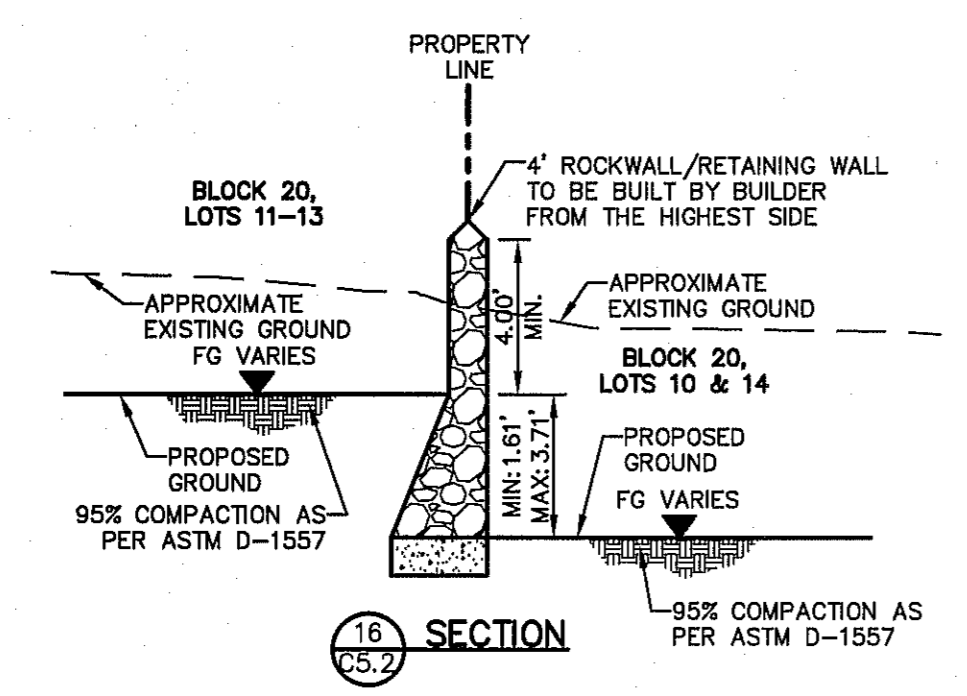 PROPERTY
LINE
4' ROCKWALL/RETAINING WALL
TO BE BUILT BY BUILDER
FROM THE HIGHEST SIDE
BLOCK 20,
LOTS 11-13
APPROXIMATE
EXISTING GROUND
FG VARIES
4.00'
MIN.
APPROXIMATE
EXISTING GROUND
BLOCK 20,
LOTS 10 & 14
PROPOSED
GROUND
95% COMPACTION AS
PER ASTM D-1557
MIN: 1.61'
MAX: 3.71'
PROPOSED
GROUND
FG VARIES
95% COMPACTION AS
PER ASTM D-1557
16
C5.2
SECTION